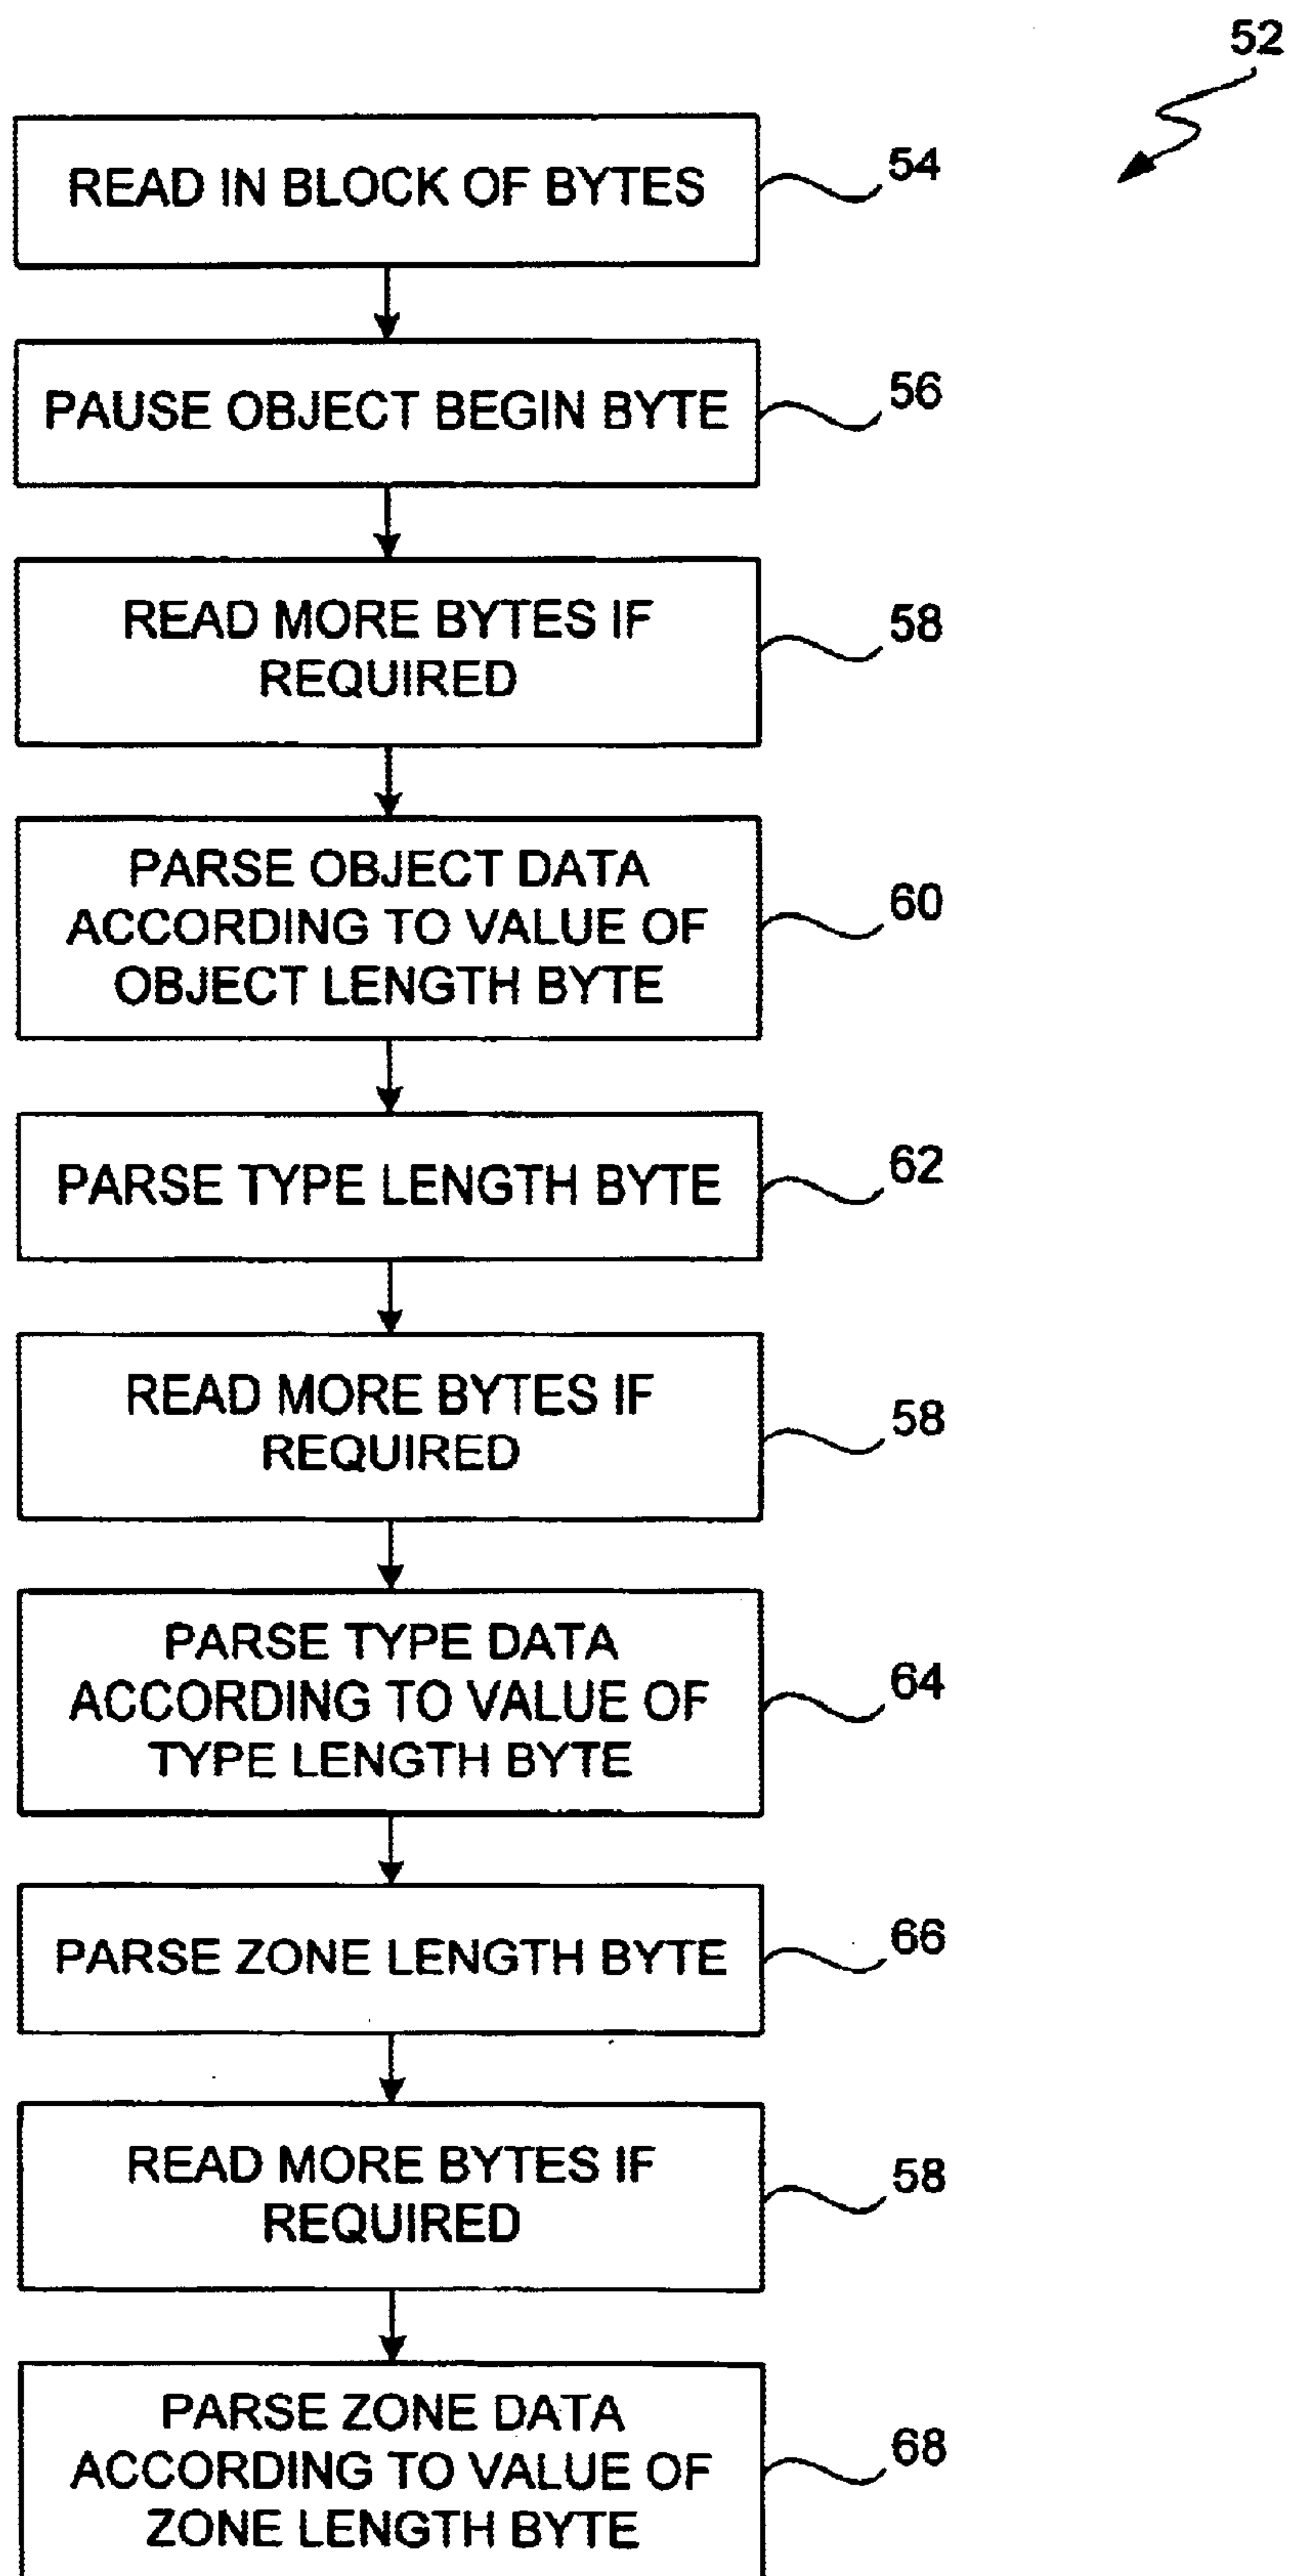 52
READ IN BLOCK OF BYTES
54
PAUSE OBJECT BEGIN BYTE
56
READ MORE BYTES IF
REQUIRED
58
PARSE OBJECT DATA
ACCORDING TO VALUE OF
OBJECT LENGTH BYTE
60
PARSE TYPE LENGTH BYTE
62
READ MORE BYTES IF
REQUIRED
58
PARSE TYPE DATA
ACCORDING TO VALUE OF
TYPE LENGTH BYTE
64
PARSE ZONE LENGTH BYTE
66
READ MORE BYTES IF
REQUIRED
58
PARSE ZONE DATA
ACCORDING TO VALUE OF
ZONE LENGTH BYTE
68